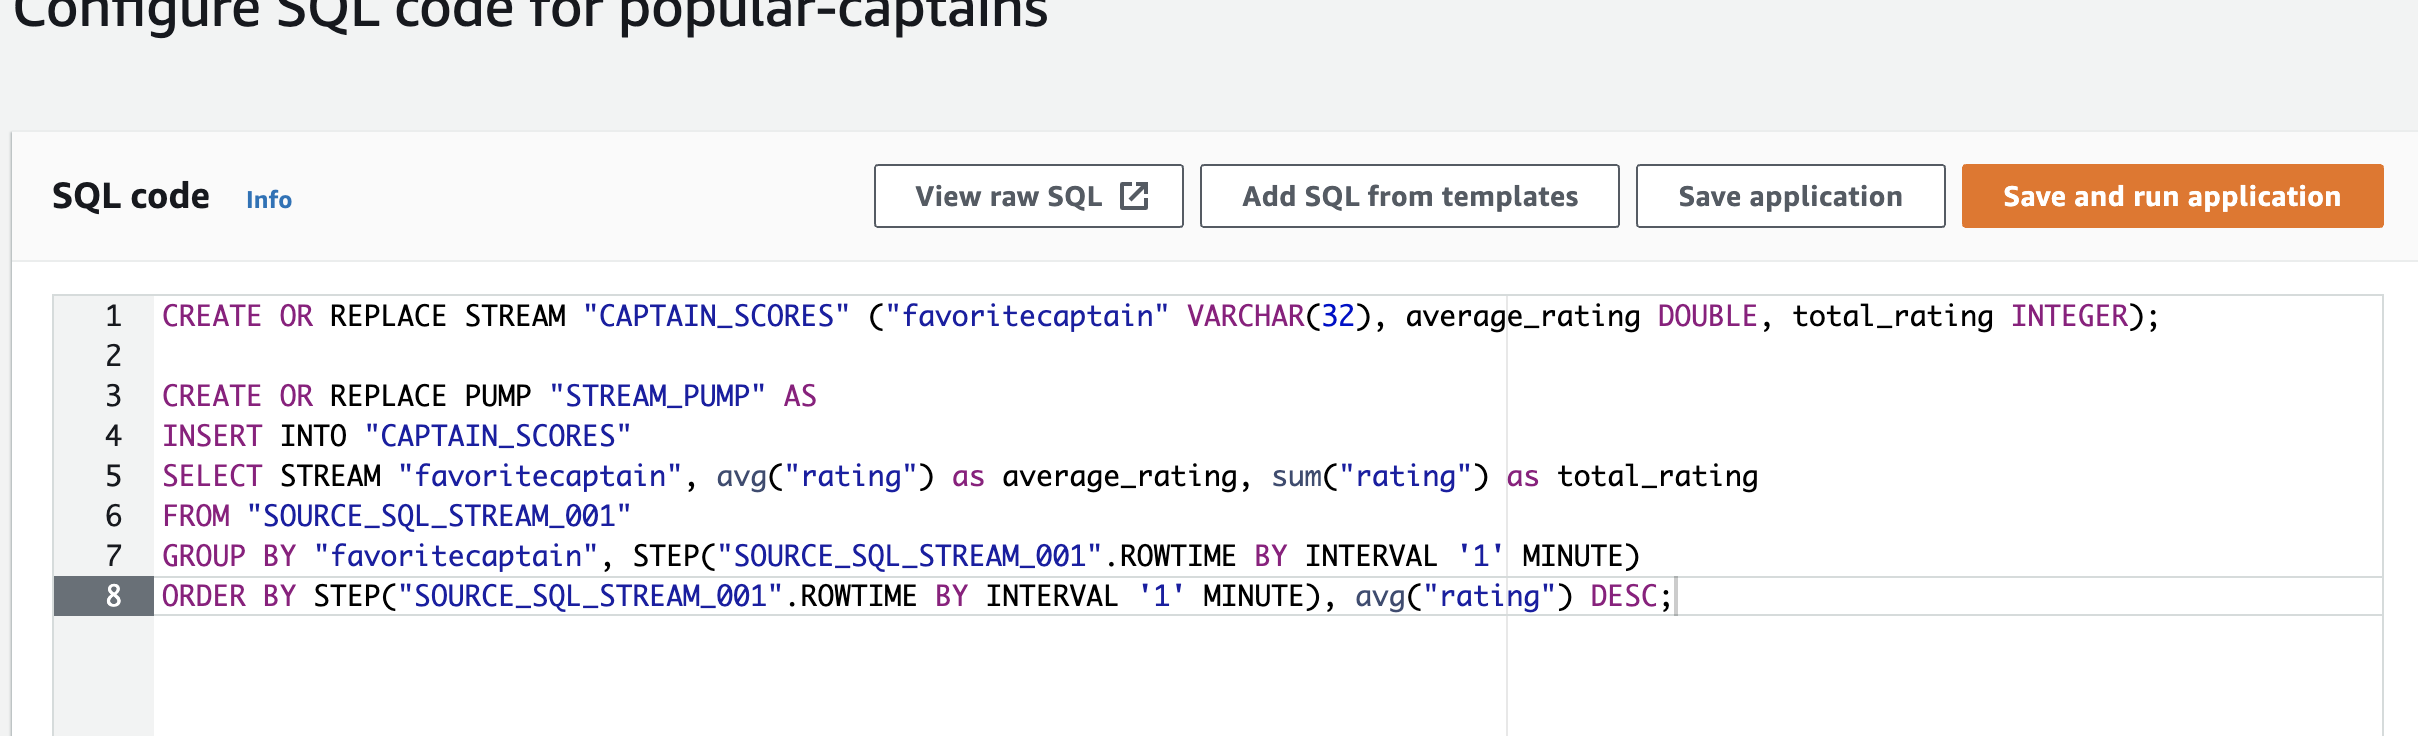 Configure SQL code for popular-captains
SQL code Info View raw SQL Add SQL from templates Save application Save and run application
1 CREATE OR REPLACE STREAM "CAPTAIN_SCORES" ("favoritecaptain" VARCHAR(32), average_rating DOUBLE, total_rating INTEGER);
2
3 CREATE OR REPLACE PUMP "STREAM_PUMP" AS
4 INSERT INTO "CAPTAIN_SCORES"
5 SELECT STREAM "favoritecaptain", avg("rating") as average_rating, sum("rating") as total_rating
6 FROM "SOURCE_SQL_STREAM_001"
7 GROUP BY "favoritecaptain", STEP("SOURCE_SQL_STREAM_001".ROWTIME BY INTERVAL '1' MINUTE)
8 ORDER BY STEP("SOURCE_SQL_STREAM_001".ROWTIME BY INTERVAL '1' MINUTE), avg("rating") DESC;